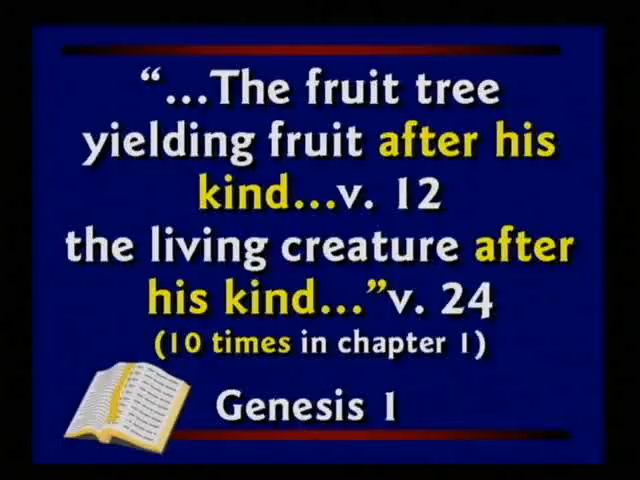 “...The fruit tree
yielding fruit after his
kind...v. 12
the living creature after
his kind...”v. 24
(10 times in chapter 1)
Genesis 1